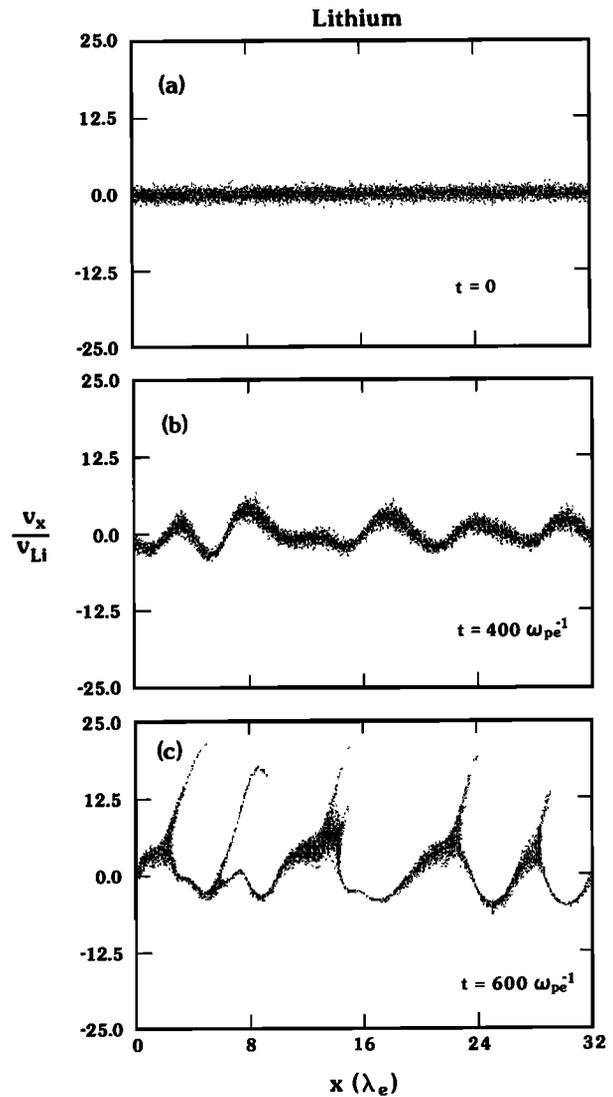 Lithium
25.0
(a)
12.5
0.0
-12.5
t = 0
-25.0
25.0
(b)
12.5
v_x / v_Li
0.0
-12.5
t = 400 ω_pe^-1
-25.0
25.0
(c)
12.5
0.0
-12.5
t = 600 ω_pe^-1
-25.0
0 8 16 24 32
x (λ_e)